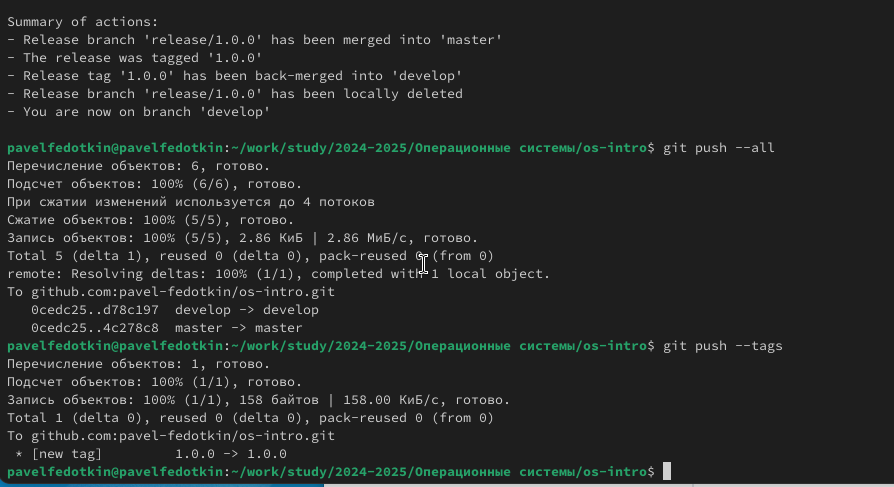 Summary of actions:
- Release branch 'release/1.0.0' has been merged into 'master'
- The release was tagged '1.0.0'
- Release tag '1.0.0' has been back-merged into 'develop'
- Release branch 'release/1.0.0' has been locally deleted
- You are now on branch 'develop'
pavelfedotkin@pavelfedotkin:~/work/study/2024-2025/Операционные системы/os-intro$ git push --all
Перечисление объектов: 6, готово.
Подсчет объектов: 100% (6/6), готово.
При сжатии изменений используется до 4 потоков
Сжатие объектов: 100% (5/5), готово.
Запись объектов: 100% (5/5), 2.86 КиБ | 2.86 МиБ/с, готово.
Total 5 (delta 1), reused 0 (delta 0), pack-reused 0 (from 0)
remote: Resolving deltas: 100% (1/1), completed with 1 local object.
To github.com:pavel-fedotkin/os-intro.git
   0cedc25..d78c197  develop -> develop
   0cedc25..4c278c8  master -> master
pavelfedotkin@pavelfedotkin:~/work/study/2024-2025/Операционные системы/os-intro$ git push --tags
Перечисление объектов: 1, готово.
Подсчет объектов: 100% (1/1), готово.
Запись объектов: 100% (1/1), 158 байтов | 158.00 КиБ/с, готово.
Total 1 (delta 0), reused 0 (delta 0), pack-reused 0 (from 0)
To github.com:pavel-fedotkin/os-intro.git
 * [new tag]         1.0.0 -> 1.0.0
pavelfedotkin@pavelfedotkin:~/work/study/2024-2025/Операционные системы/os-intro$